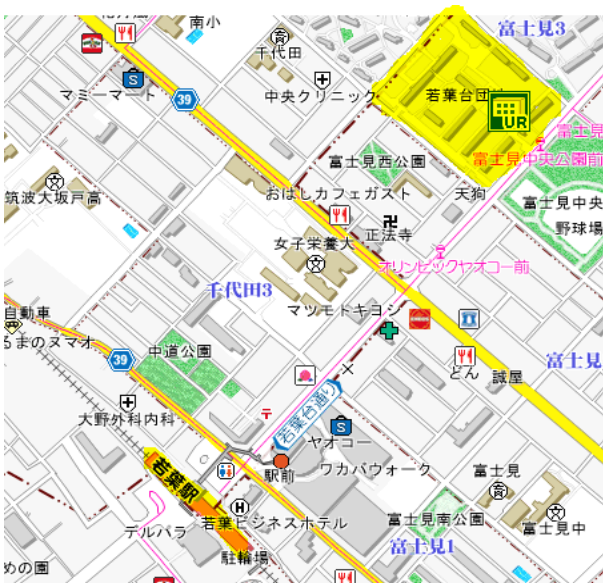 南小
富士見3
千代田
マミーマート
S
39
中央クリニック
若葉台団地
UR
富士見
富士見中央公園前
富士見西公園
筑波大坂戸高
おはしカフェガスト
天狗
富士見中央
野球場
正法寺
女子栄養大
オリンピックヤオコー前
千代田3
マツモトキヨシ
自動車
るまのヌマオ
39
中道公園
どん
誠屋
富士見
大野外科内科
若葉台通り
S
ヤオコー
ワカバウォーク
駅前
若葉駅
富士見
H
若葉ビジネスホテル
デルパラ
富士見南公園
富士見中
富士見1
駐輪場
めの園